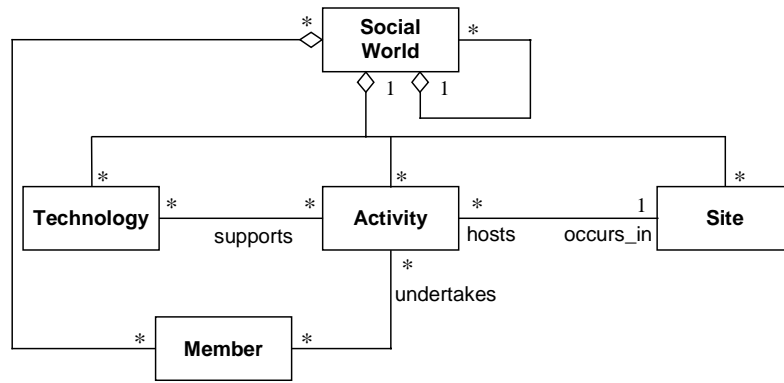 *
Social
World
*
1
1
*
*
*
Technology
*
*
Activity
*
1
Site
supports
hosts
occurs_in
*
undertakes
*
Member
*